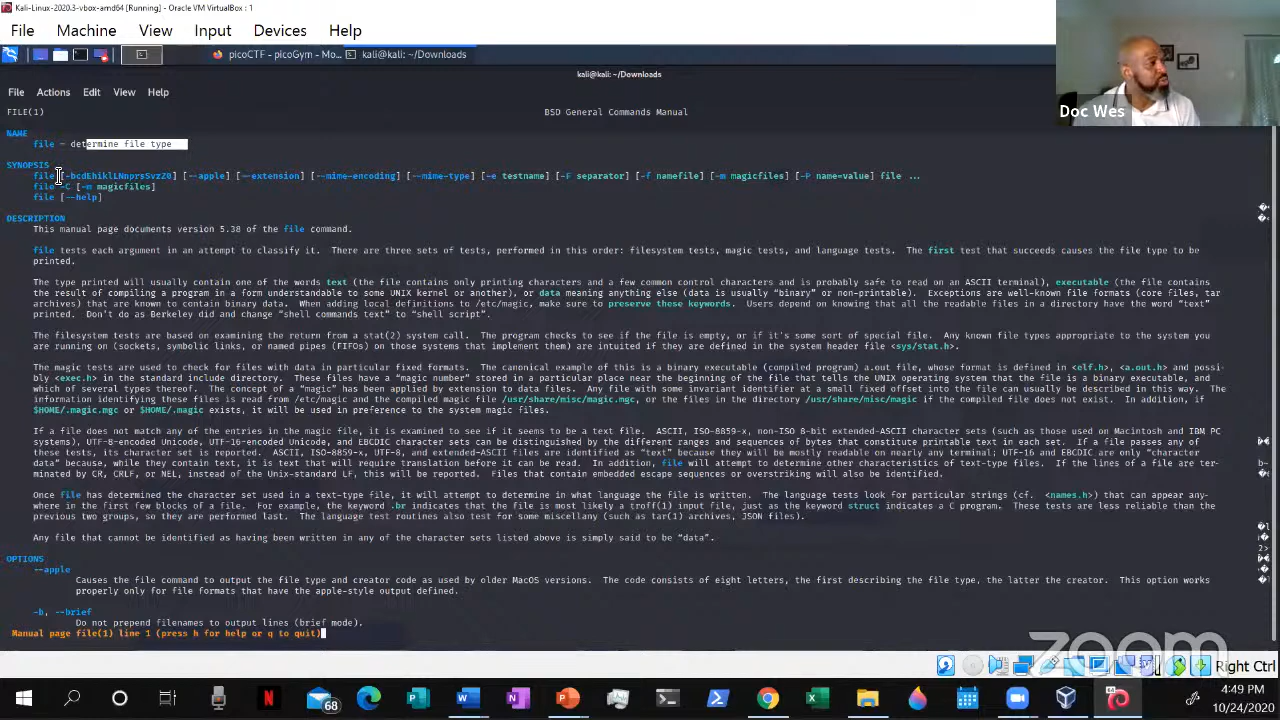 Kali-Linux-2020.3-vbox-amd64 [Running] - Oracle VM VirtualBox : 1
File Machine View Input Devices Help
picoCTF - picoGym - Mo... kali@kali: ~/Downloads
kali@kali: ~/Downloads
File Actions Edit View Help
Doc Wes
FILE(1) BSD General Commands Manual
NAME
file — determine file type
SYNOPSIS
file [-bcdEhiklLNnprsSvzZ0] [--apple] [--extension] [--mime-encoding] [--mime-type] [-e testname] [-F separator] [-f namefile] [-m magicfiles] [-P name=value] file ...
file -C [-m magicfiles]
file [--help]
DESCRIPTION
This manual page documents version 5.38 of the file command.
file tests each argument in an attempt to classify it. There are three sets of tests, performed in this order: filesystem tests, magic tests, and language tests. The first test that succeeds causes the file type to be
printed.
The type printed will usually contain one of the words text (the file contains only printing characters and a few common control characters and is probably safe to read on an ASCII terminal), executable (the file contains
the result of compiling a program in a form understandable to some UNIX kernel or another), or data meaning anything else (data is usually “binary” or non-printable). Exceptions are well-known file formats (core files, tar
archives) that are known to contain binary data. When adding local definitions to /etc/magic, make sure to preserve these keywords. Users depend on knowing that all the readable files in a directory have the word “text”
printed. Don't do as Berkeley did and change “shell commands text” to “shell script”.
The filesystem tests are based on examining the return from a stat(2) system call. The program checks to see if the file is empty, or if it's some sort of special file. Any known file types appropriate to the system you
are running on (sockets, symbolic links, or named pipes (FIFOs) on those systems that implement them) are intuited if they are defined in the system header file <sys/stat.h>.
The magic tests are used to check for files with data in particular fixed formats. The canonical example of this is a binary executable (compiled program) a.out file, whose format is defined in <elf.h>, <a.out.h> and possi‐
bly <exec.h> in the standard include directory. These files have a “magic number” stored in a particular place near the beginning of the file that tells the UNIX operating system that the file is a binary executable, and
which of several types thereof. The concept of a “magic” has been applied by extension to data files. Any file with some invariant identifier at a small fixed offset into the file can usually be described in this way. The
information identifying these files is read from /etc/magic and the compiled magic file /usr/share/misc/magic.mgc, or the files in the directory /usr/share/misc/magic if the compiled file does not exist. In addition, if
$HOME/.magic.mgc or $HOME/.magic exists, it will be used in preference to the system magic files.
If a file does not match any of the entries in the magic file, it is examined to see if it seems to be a text file. ASCII, ISO-8859-x, non-ISO 8-bit extended-ASCII character sets (such as those used on Macintosh and IBM PC
systems), UTF-8-encoded Unicode, UTF-16-encoded Unicode, and EBCDIC character sets can be distinguished by the different ranges and sequences of bytes that constitute printable text in each set. If a file passes any of
these tests, its character set is reported. ASCII, ISO-8859-x, UTF-8, and extended-ASCII files are identified as “text” because they will be mostly readable on nearly any terminal; UTF-16 and EBCDIC are only “character
data” because, while they contain text, it is text that will require translation before it can be read. In addition, file will attempt to determine other characteristics of text-type files. If the lines of a file are ter‐
minated by CR, CRLF, or NEL, instead of the Unix-standard LF, this will be reported. Files that contain embedded escape sequences or overstriking will also be identified.
Once file has determined the character set used in a text-type file, it will attempt to determine in what language the file is written. The language tests look for particular strings (cf. <names.h>) that can appear any‐
where in the first few blocks of a file. For example, the keyword .br indicates that the file is most likely a troff(1) input file, just as the keyword struct indicates a C program. These tests are less reliable than the
previous two groups, so they are performed last. The language test routines also test for some miscellany (such as tar(1) archives, JSON files).
Any file that cannot be identified as having been written in any of the character sets listed above is simply said to be “data”.
OPTIONS
--apple
Causes the file command to output the file type and creator code as used by older MacOS versions. The code consists of eight letters, the first describing the file type, the latter the creator. This option works
properly only for file formats that have the apple-style output defined.
-b, --brief
Do not prepend filenames to output lines (brief mode).
Manual page file(1) line 1 (press h for help or q to quit)
zoom
Right Ctrl
68
4:49 PM
10/24/2020